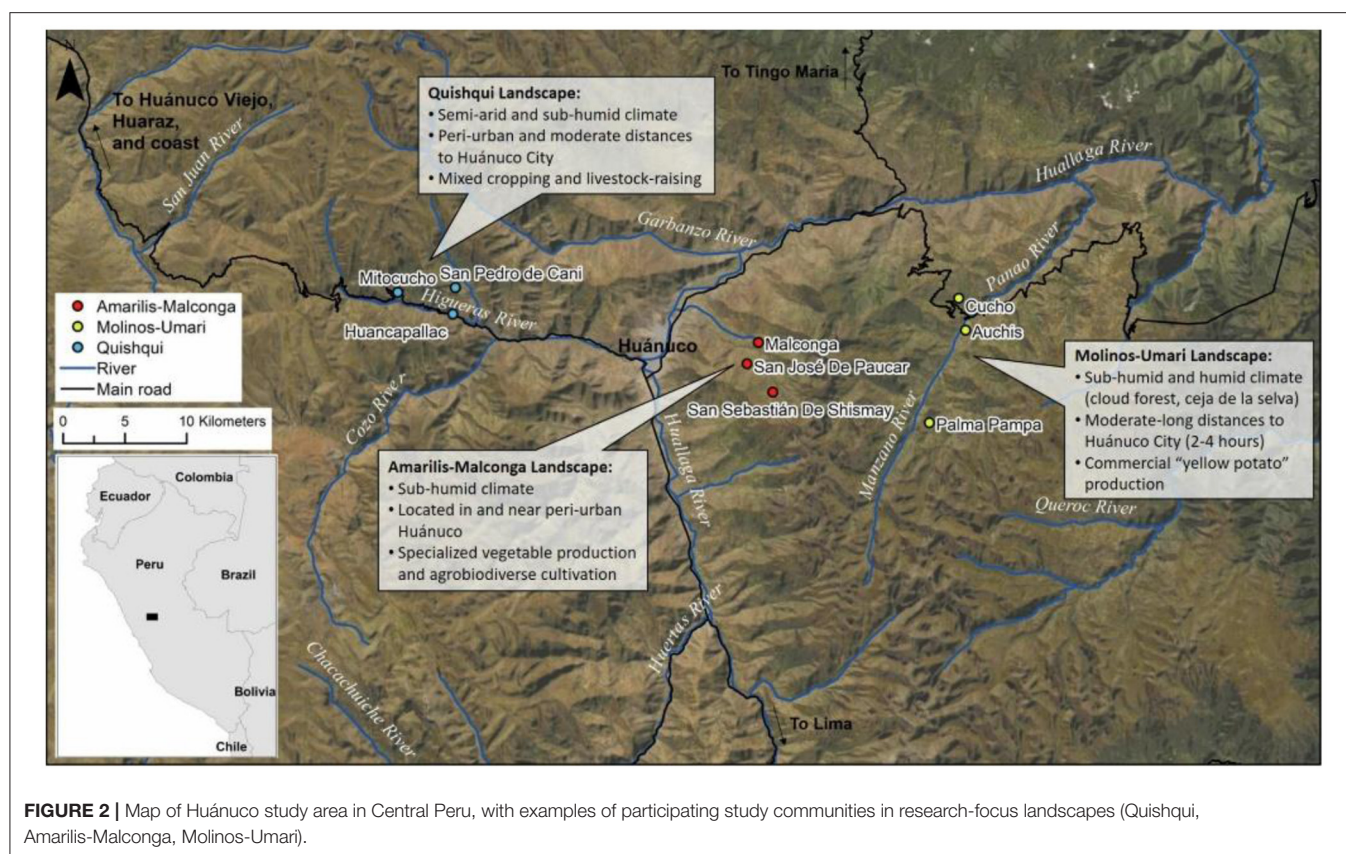 To Tingo María
To Huánuco Viejo,
Huaraz,
and coast
San Juan River
Quishqui Landscape:
• Semi-arid and sub-humid climate
• Peri-urban and moderate distances
to Huánuco City
• Mixed cropping and livestock-raising
Huallaga River
Garbanzo River
Panao River
Mitocucho
San Pedro de Cani
Higueras River
Huancapallac
Cucho
Auchis
Amarilis-Malconga
Molinos-Umari
Quishqui
River
Main road
0 5 10 Kilometers
Huánuco
Malconga
San José De Paucar
San Sebastián De Shismay
Palma Pampa
Molinos-Umari Landscape:
• Sub-humid and humid climate
(cloud forest, ceja de la selva)
• Moderate-long distances to
Huánuco City (2-4 hours)
• Commercial “yellow potato”
production
Cozo River
Huallaga River
Manzano River
Queroc River
Amarilis-Malconga Landscape:
• Sub-humid climate
• Located in and near peri-urban
Huánuco
• Specialized vegetable production
and agrobiodiverse cultivation
Huertas River
Chacachuiche River
To Lima
Colombia
Ecuador
Peru
Brazil
Bolivia
Chile
FIGURE 2 | Map of Huánuco study area in Central Peru, with examples of participating study communities in research-focus landscapes (Quishqui,
Amarilis-Malconga, Molinos-Umari).